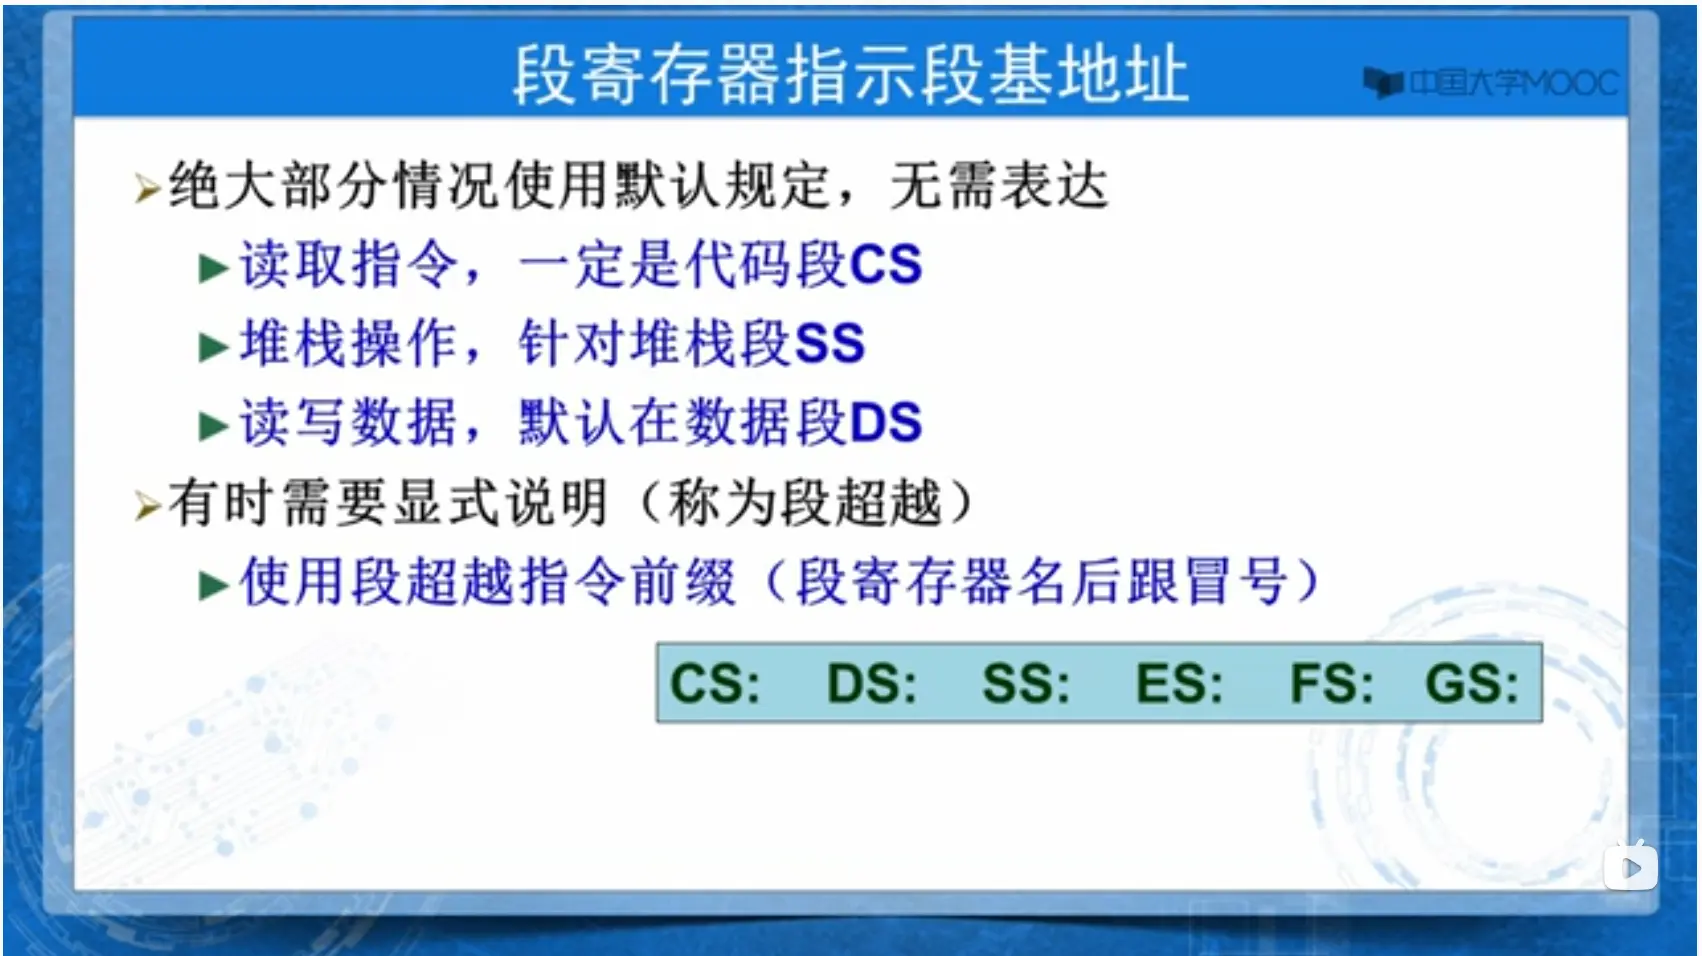 段寄存器指示段基地址
中国大学MOOC
绝大部分情况使用默认规定，无需表达
读取指令，一定是代码段CS
堆栈操作，针对堆栈段SS
读写数据，默认在数据段DS
有时需要显式说明（称为段超越）
使用段超越指令前缀（段寄存器名后跟冒号）
CS: DS: SS: ES: FS: GS: